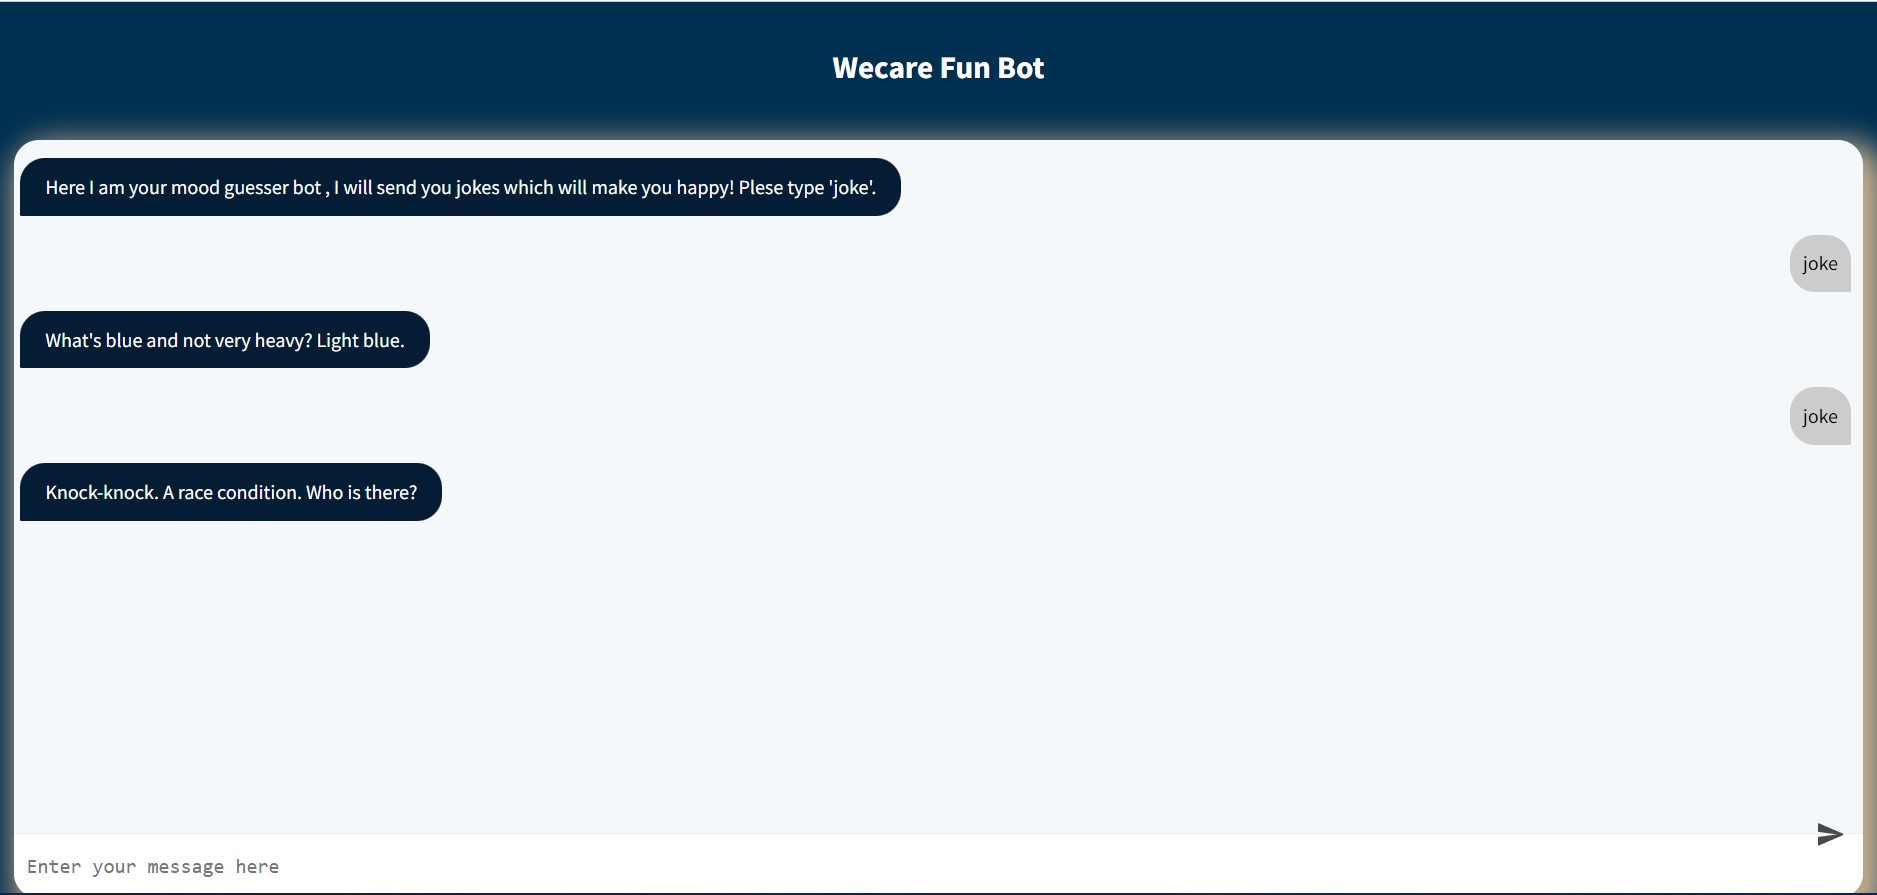 Wecare Fun Bot
Here I am your mood guesser bot , I will send you jokes which will make you happy! Plese type 'joke'.
joke
What's blue and not very heavy? Light blue.
joke
Knock-knock. A race condition. Who is there?
Enter your message here